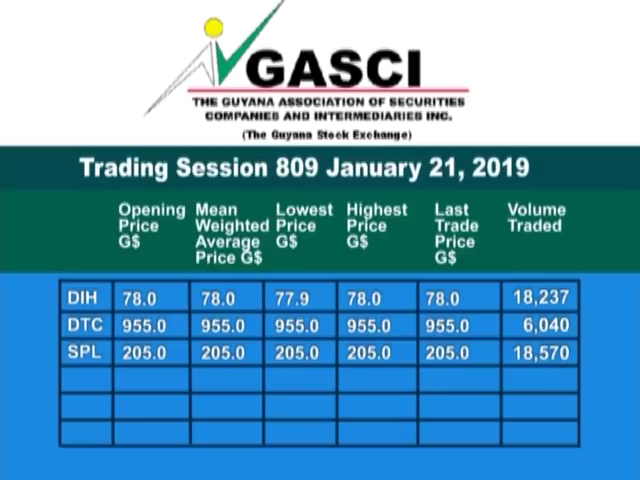 GASCI
THE GUYANA ASSOCIATION OF SECURITIES
COMPANIES AND INTERMEDIARIES INC.
(The Guyana Stock Exchange)
Trading Session 809 January 21, 2019
Opening Price G$ Mean Weighted Average Price G$ Lowest Price G$ Highest Price G$ Last Trade Price G$ Volume Traded
DIH 78.0 78.0 77.9 78.0 78.0 18,237
DTC 955.0 955.0 955.0 955.0 955.0 6,040
SPL 205.0 205.0 205.0 205.0 205.0 18,570